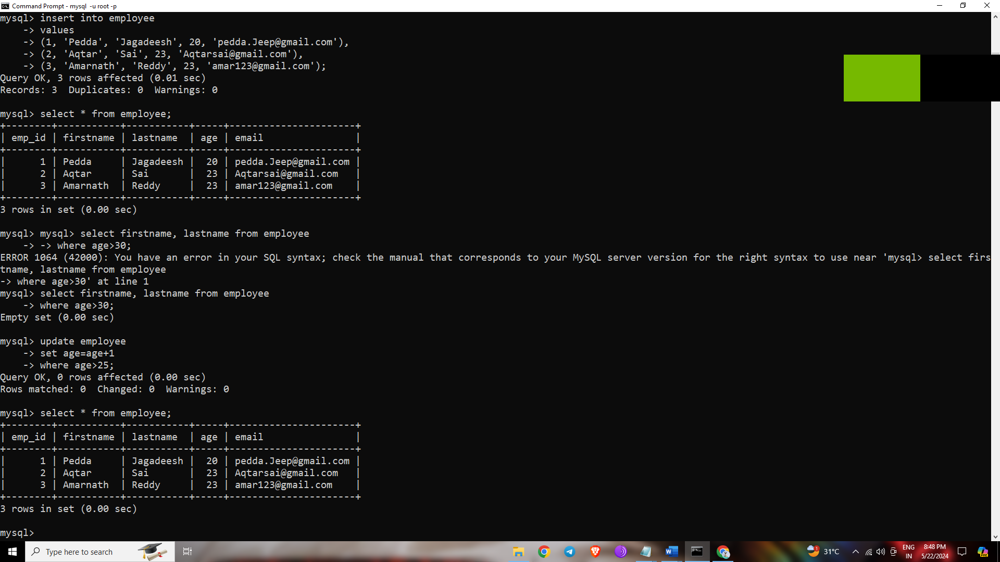 Command Prompt - mysql  -u root -p
mysql> insert into employee
    -> values
    -> (1, 'Pedda', 'Jagadeesh', 20, 'pedda.Jeep@gmail.com'),
    -> (2, 'Aqtar', 'Sai', 23, 'Aqtarsai@gmail.com'),
    -> (3, 'Amarnath', 'Reddy', 23, 'amar123@gmail.com');
Query OK, 3 rows affected (0.01 sec)
Records: 3  Duplicates: 0  Warnings: 0
mysql> select * from employee;
+--------+-----------+-----------+-----+----------------------+
| emp_id | firstname | lastname  | age | email                |
+--------+-----------+-----------+-----+----------------------+
|      1 | Pedda     | Jagadeesh |  20 | pedda.Jeep@gmail.com |
|      2 | Aqtar     | Sai       |  23 | Aqtarsai@gmail.com   |
|      3 | Amarnath  | Reddy     |  23 | amar123@gmail.com    |
+--------+-----------+-----------+-----+----------------------+
3 rows in set (0.00 sec)
mysql> mysql> select firstname, lastname from employee
    -> -> where age>30;
ERROR 1064 (42000): You have an error in your SQL syntax; check the manual that corresponds to your MySQL server version for the right syntax to use near 'mysql> select firs
tname, lastname from employee
-> where age>30' at line 1
mysql> select firstname, lastname from employee
    -> where age>30;
Empty set (0.00 sec)
mysql> update employee
    -> set age=age+1
    -> where age>25;
Query OK, 0 rows affected (0.00 sec)
Rows matched: 0  Changed: 0  Warnings: 0
mysql> select * from employee;
+--------+-----------+-----------+-----+----------------------+
| emp_id | firstname | lastname  | age | email                |
+--------+-----------+-----------+-----+----------------------+
|      1 | Pedda     | Jagadeesh |  20 | pedda.Jeep@gmail.com |
|      2 | Aqtar     | Sai       |  23 | Aqtarsai@gmail.com   |
|      3 | Amarnath  | Reddy     |  23 | amar123@gmail.com    |
+--------+-----------+-----------+-----+----------------------+
3 rows in set (0.00 sec)
mysql>
Type here to search
31°C
ENG
IN
8:48 PM
5/22/2024